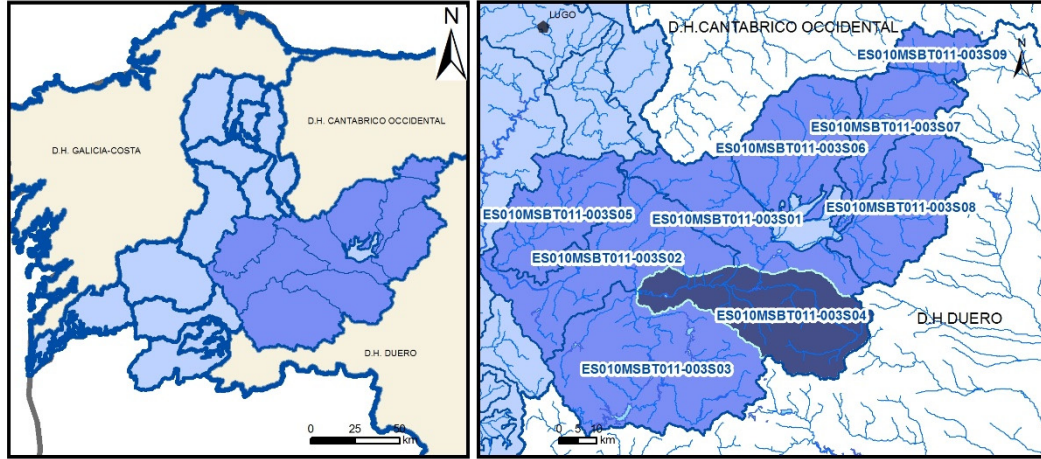 N
D.H. CANTABRICO OCCIDENTAL
D.H. GALICIA-COSTA
D.H. DUERO
0 25 50
km
LUGO
D.H.CANTABRICO OCCIDENTAL
N
ES010MSBT011-003S09
ES010MSBT011-003S07
ES010MSBT011-003S06
ES010MSBT011-003S05
ES010MSBT011-003S01
ES010MSBT011-003S08
ES010MSBT011-003S02
ES010MSBT011-003S04
D.H.DUERO
ES010MSBT011-003S03
0 5 10
km